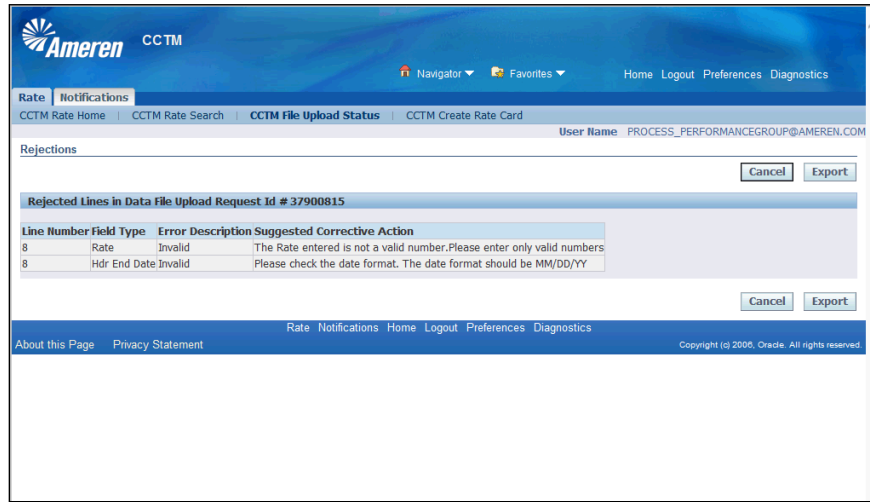 Ameren CCTM
Navigator Favorites Home Logout Preferences Diagnostics
Rate Notifications
CCTM Rate Home | CCTM Rate Search | CCTM File Upload Status | CCTM Create Rate Card
User Name PROCESS_PERFORMANCEGROUP@AMEREN.COM
Rejections
Cancel Export
Rejected Lines in Data File Upload Request Id # 37900815
Line Number Field Type Error Description Suggested Corrective Action
8 Rate Invalid The Rate entered is not a valid number.Please enter only valid numbers
8 Hdr End Date Invalid Please check the date format. The date format should be MM/DD/YY
Cancel Export
Rate Notifications Home Logout Preferences Diagnostics
About this Page Privacy Statement Copyright (c) 2006, Oracle. All rights reserved.